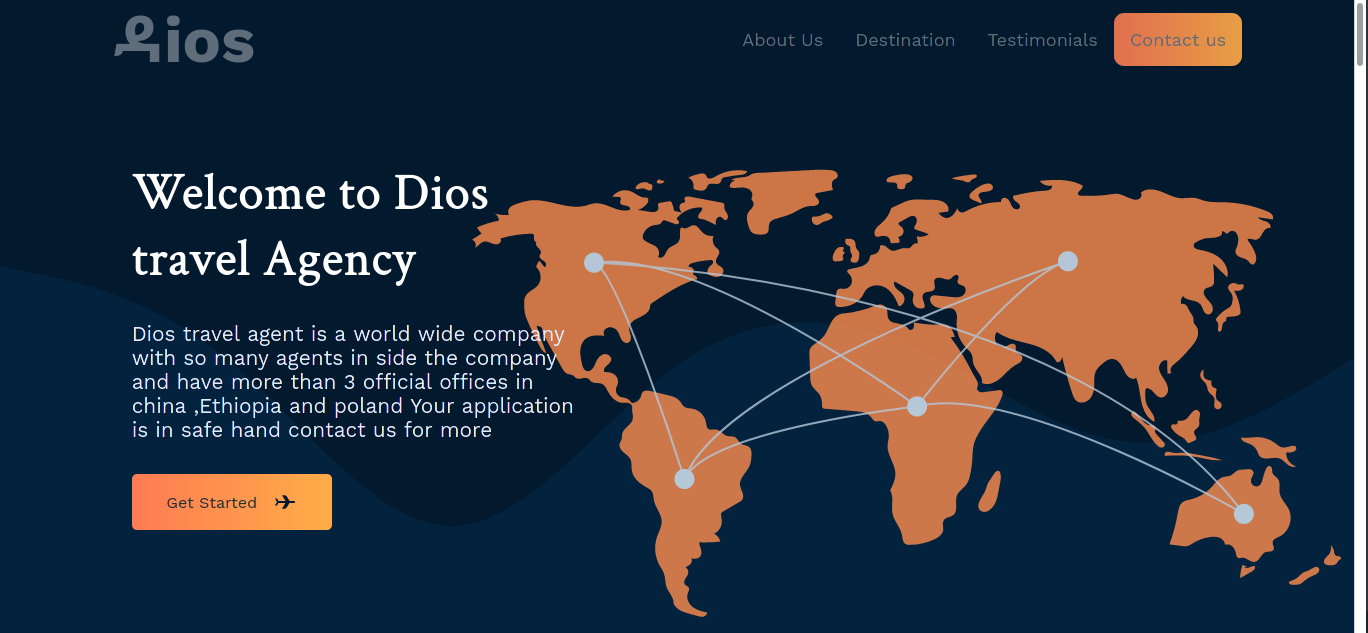 ios
About Us
Destination
Testimonials
Contact us
Welcome to Dios
travel Agency
Dios travel agent is a world wide company
with so many agents in side the company
and have more than 3 official offices in
china ,Ethiopia and poland Your application
is in safe hand contact us for more
Get Started